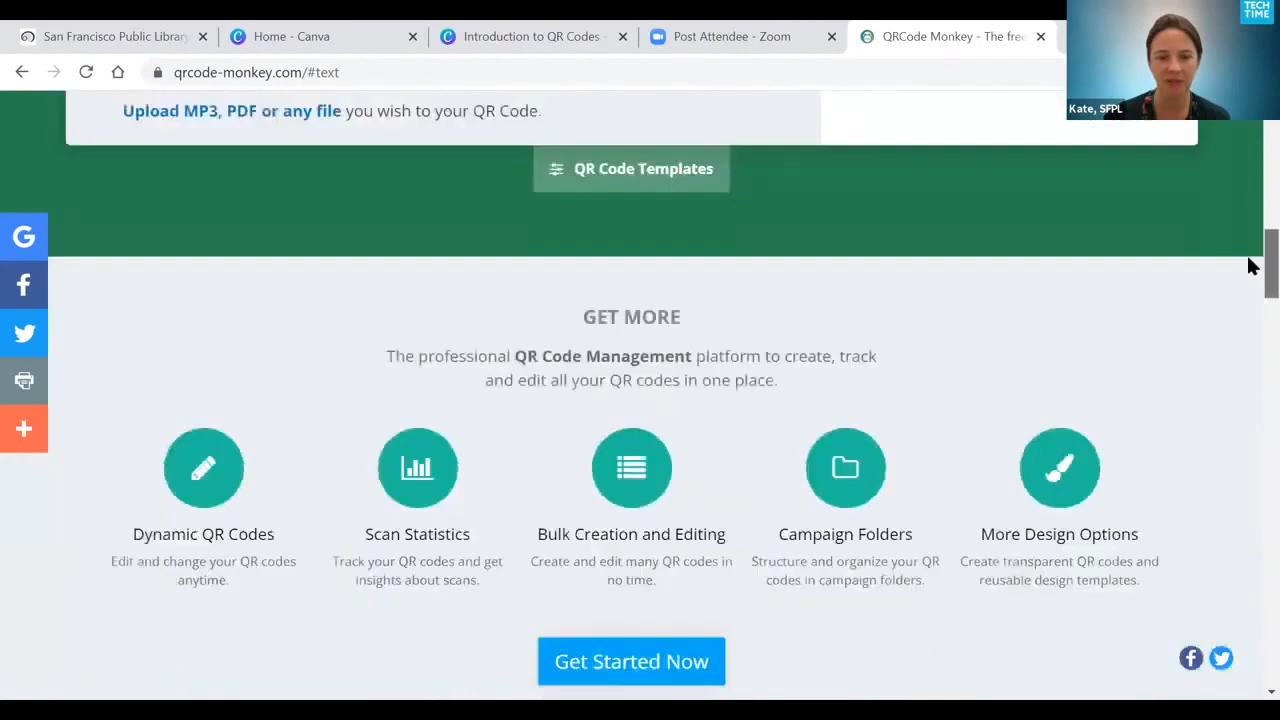 San Francisco Public Library
Home - Canva
Introduction to QR Codes -
Post Attendee - Zoom
QRCode Monkey - The free
TECH
TIME
qrcode-monkey.com/#text
Kate, SFPL
Upload MP3, PDF or any file you wish to your QR Code.
QR Code Templates
GET MORE
The professional QR Code Management platform to create, track
and edit all your QR codes in one place.
Dynamic QR Codes
Edit and change your QR codes
anytime.
Scan Statistics
Track your QR codes and get
insights about scans.
Bulk Creation and Editing
Create and edit many QR codes in
no time.
Campaign Folders
Structure and organize your QR
codes in campaign folders.
More Design Options
Create transparent QR codes and
reusable design templates.
Get Started Now